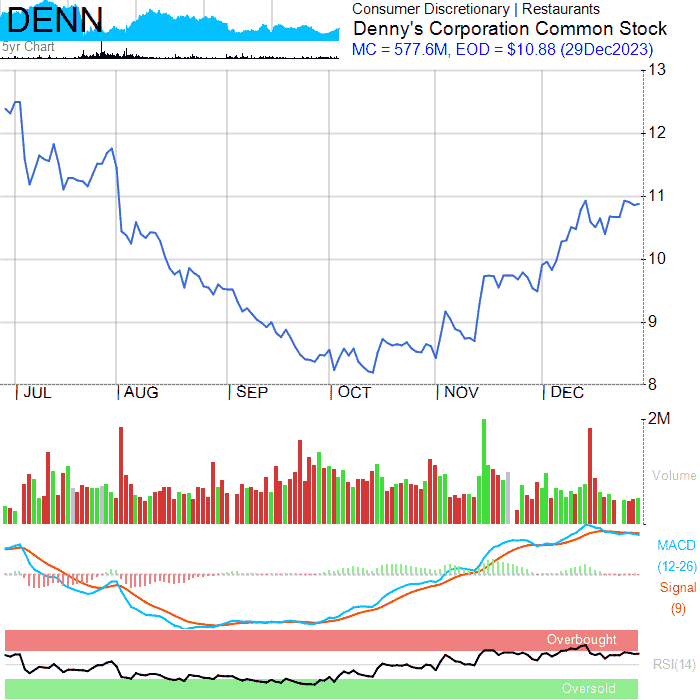 DENN
5yr Chart
Consumer Discretionary | Restaurants
Denny's Corporation Common Stock
MC = 577.6M, EOD = $10.88 (29Dec2023)
13
12
11
10
9
8
| JUL | AUG | SEP | OCT | NOV | DEC
2M
Volume
MACD
(12-26)
Signal
(9)
Overbought
RSI(14)
Oversold